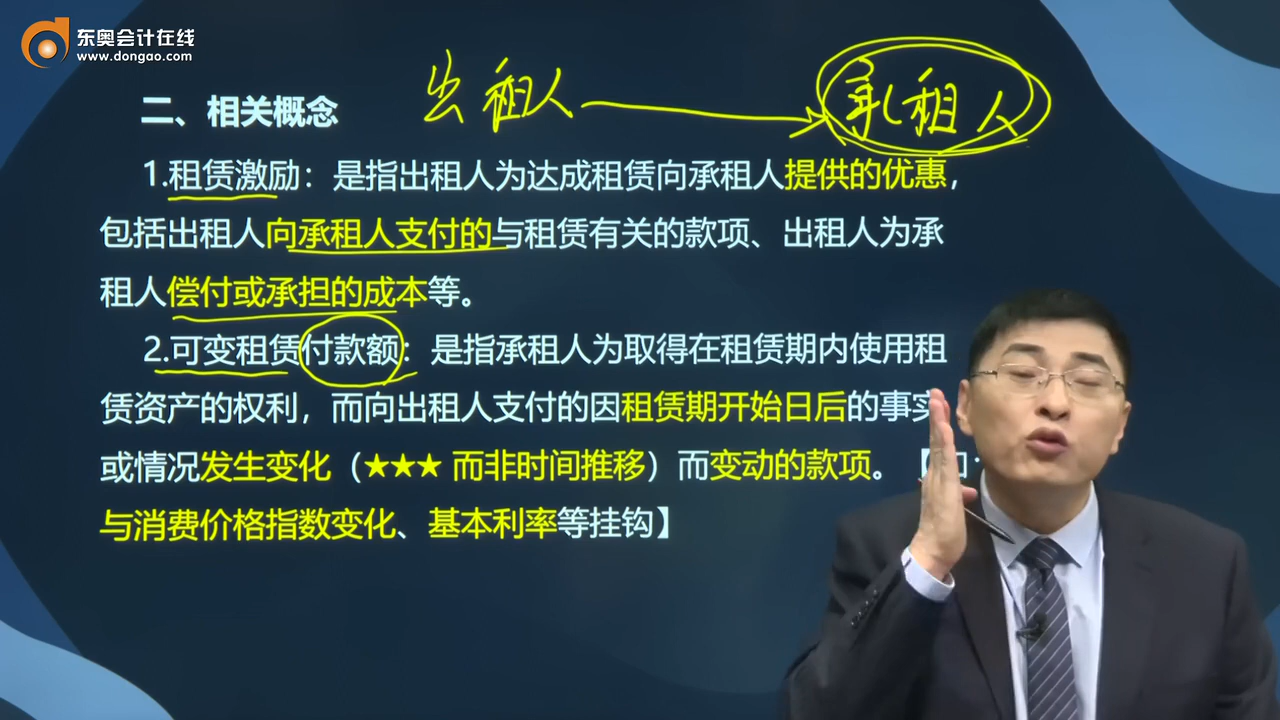 东奥会计在线
www.dongao.com
出租人 承租人
二、相关概念
1.租赁激励：是指出租人为达成租赁向承租人提供的优惠，
包括出租人向承租人支付的与租赁有关的款项、出租人为承
租人偿付或承担的成本等。
2.可变租赁付款额：是指承租人为取得在租赁期内使用租
赁资产的权利，而向出租人支付的因租赁期开始日后的事实
或情况发生变化（★★★ 而非时间推移）而变动的款项。【
与消费价格指数变化、基本利率等挂钩】